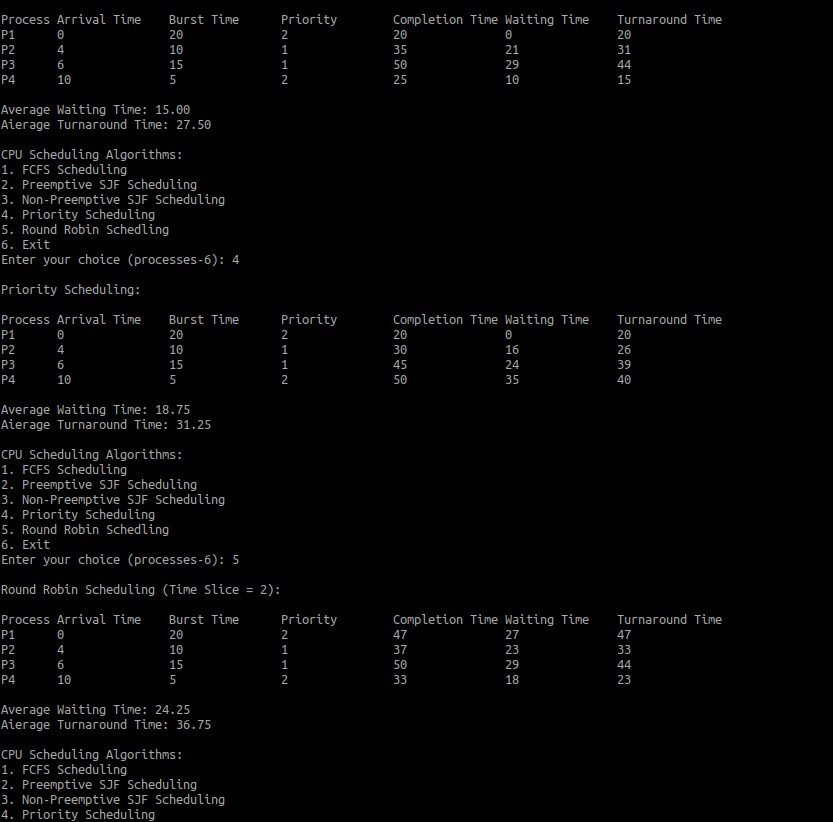 Process Arrival Time Burst Time Priority Completion Time Waiting Time Turnaround Time
P1 0 20 2 20 0 20
P2 4 10 1 35 21 31
P3 6 15 1 50 29 44
P4 10 5 2 25 10 15
Average Waiting Time: 15.00
Aierage Turnaround Time: 27.50
CPU Scheduling Algorithms:
1. FCFS Scheduling
2. Preemptive SJF Scheduling
3. Non-Preemptive SJF Scheduling
4. Priority Scheduling
5. Round Robin Schedling
6. Exit
Enter your choice (processes-6): 4
Priority Scheduling:
Process Arrival Time Burst Time Priority Completion Time Waiting Time Turnaround Time
P1 0 20 2 20 0 20
P2 4 10 1 30 16 26
P3 6 15 1 45 24 39
P4 10 5 2 50 35 40
Average Waiting Time: 18.75
Aierage Turnaround Time: 31.25
CPU Scheduling Algorithms:
1. FCFS Scheduling
2. Preemptive SJF Scheduling
3. Non-Preemptive SJF Scheduling
4. Priority Scheduling
5. Round Robin Schedling
6. Exit
Enter your choice (processes-6): 5
Round Robin Scheduling (Time Slice = 2):
Process Arrival Time Burst Time Priority Completion Time Waiting Time Turnaround Time
P1 0 20 2 47 27 47
P2 4 10 1 37 23 33
P3 6 15 1 50 29 44
P4 10 5 2 33 18 23
Average Waiting Time: 24.25
Aierage Turnaround Time: 36.75
CPU Scheduling Algorithms:
1. FCFS Scheduling
2. Preemptive SJF Scheduling
3. Non-Preemptive SJF Scheduling
4. Priority Scheduling